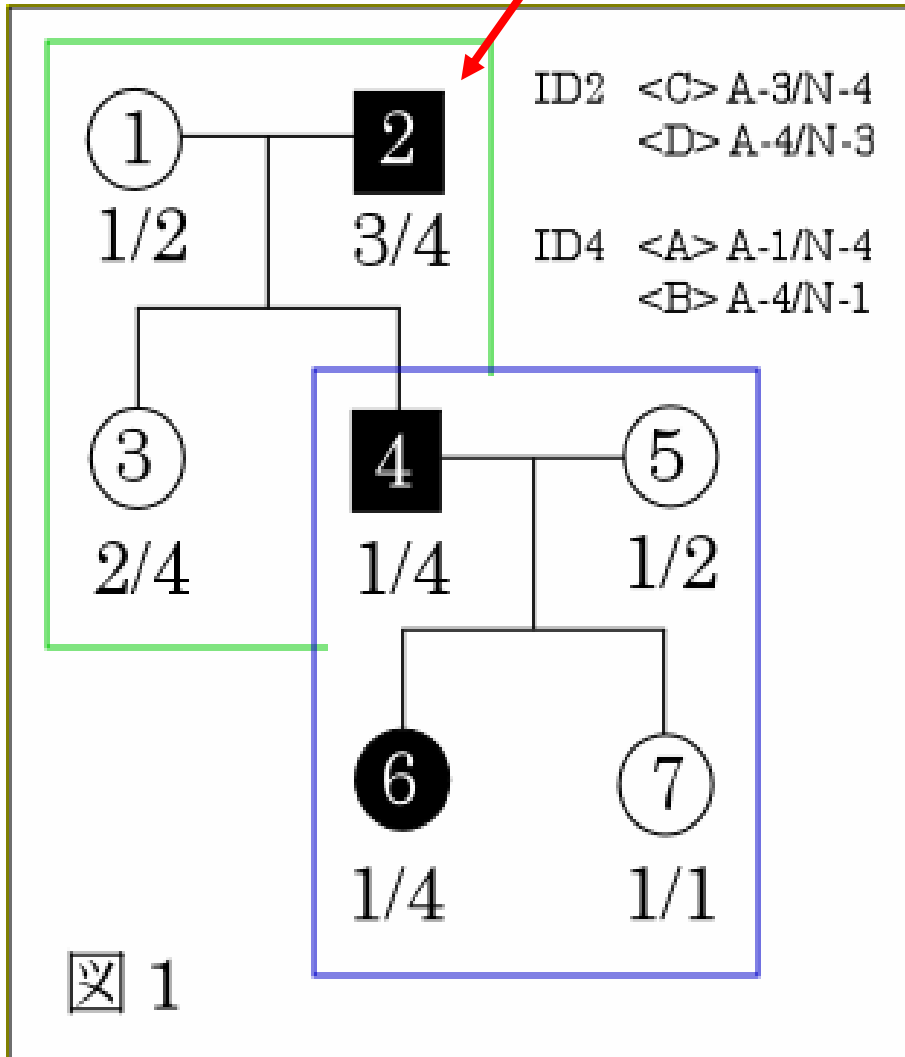 ID2 <C> A-3/N-4
<D> A-4/N-3
1
2
1/2
3/4
ID4 <A> A-1/N-4
<B> A-4/N-1
3
4
5
2/4
1/4
1/2
6
7
1/4
1/1
図 1